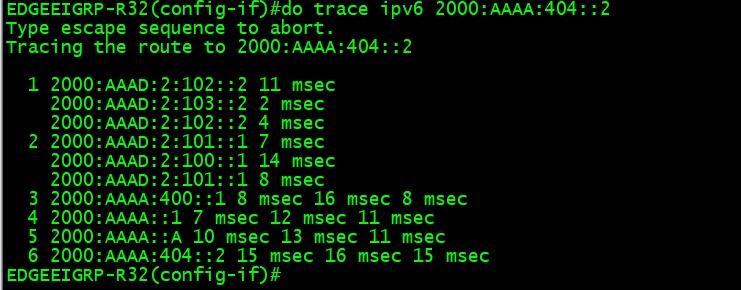 EDGEEIGRP-R32(config-if)#do trace ipv6 2000:AAAA:404::2
Type escape sequence to abort.
Tracing the route to 2000:AAAA:404::2
1 2000:AAAD:2:102::2 11 msec
2000:AAAD:2:103::2 2 msec
2000:AAAD:2:102::2 4 msec
2 2000:AAAD:2:101::1 7 msec
2000:AAAD:2:100::1 14 msec
2000:AAAD:2:101::1 8 msec
3 2000:AAAA:400::1 8 msec 16 msec 8 msec
4 2000:AAAA::1 7 msec 12 msec 11 msec
5 2000:AAAA::A 10 msec 13 msec 11 msec
6 2000:AAAA:404::2 15 msec 16 msec 15 msec
EDGEEIGRP-R32(config-if)#